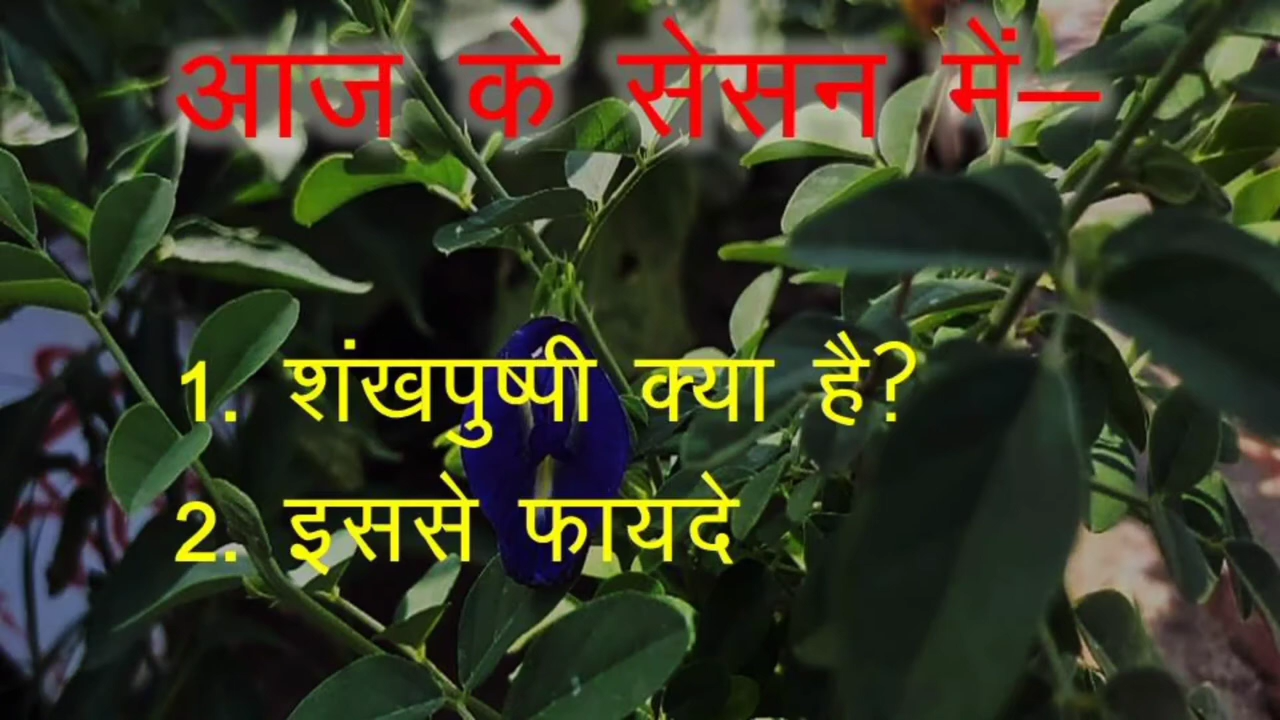 आज के सेसन में–
1. शंखपुष्पी क्या है?
2. इससे फायदे